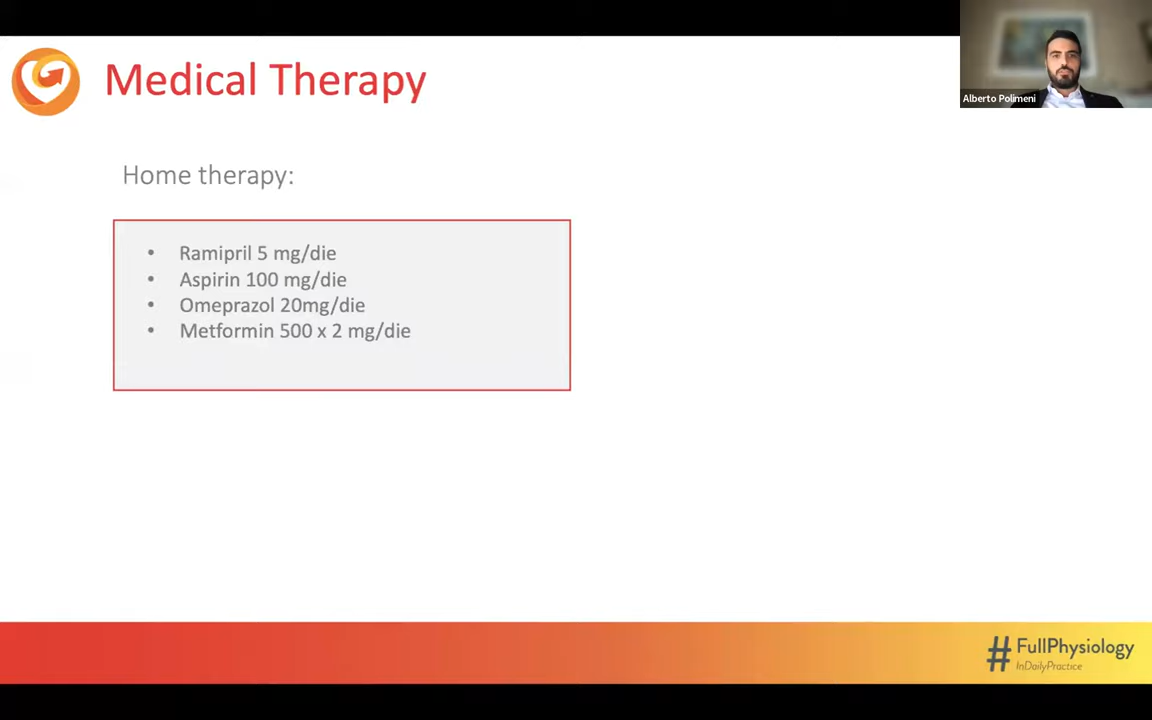 Medical Therapy
Alberto Polimeni
Home therapy:
• Ramipril 5 mg/die
• Aspirin 100 mg/die
• Omeprazol 20mg/die
• Metformin 500 x 2 mg/die
#FullPhysiology
InDailyPractice